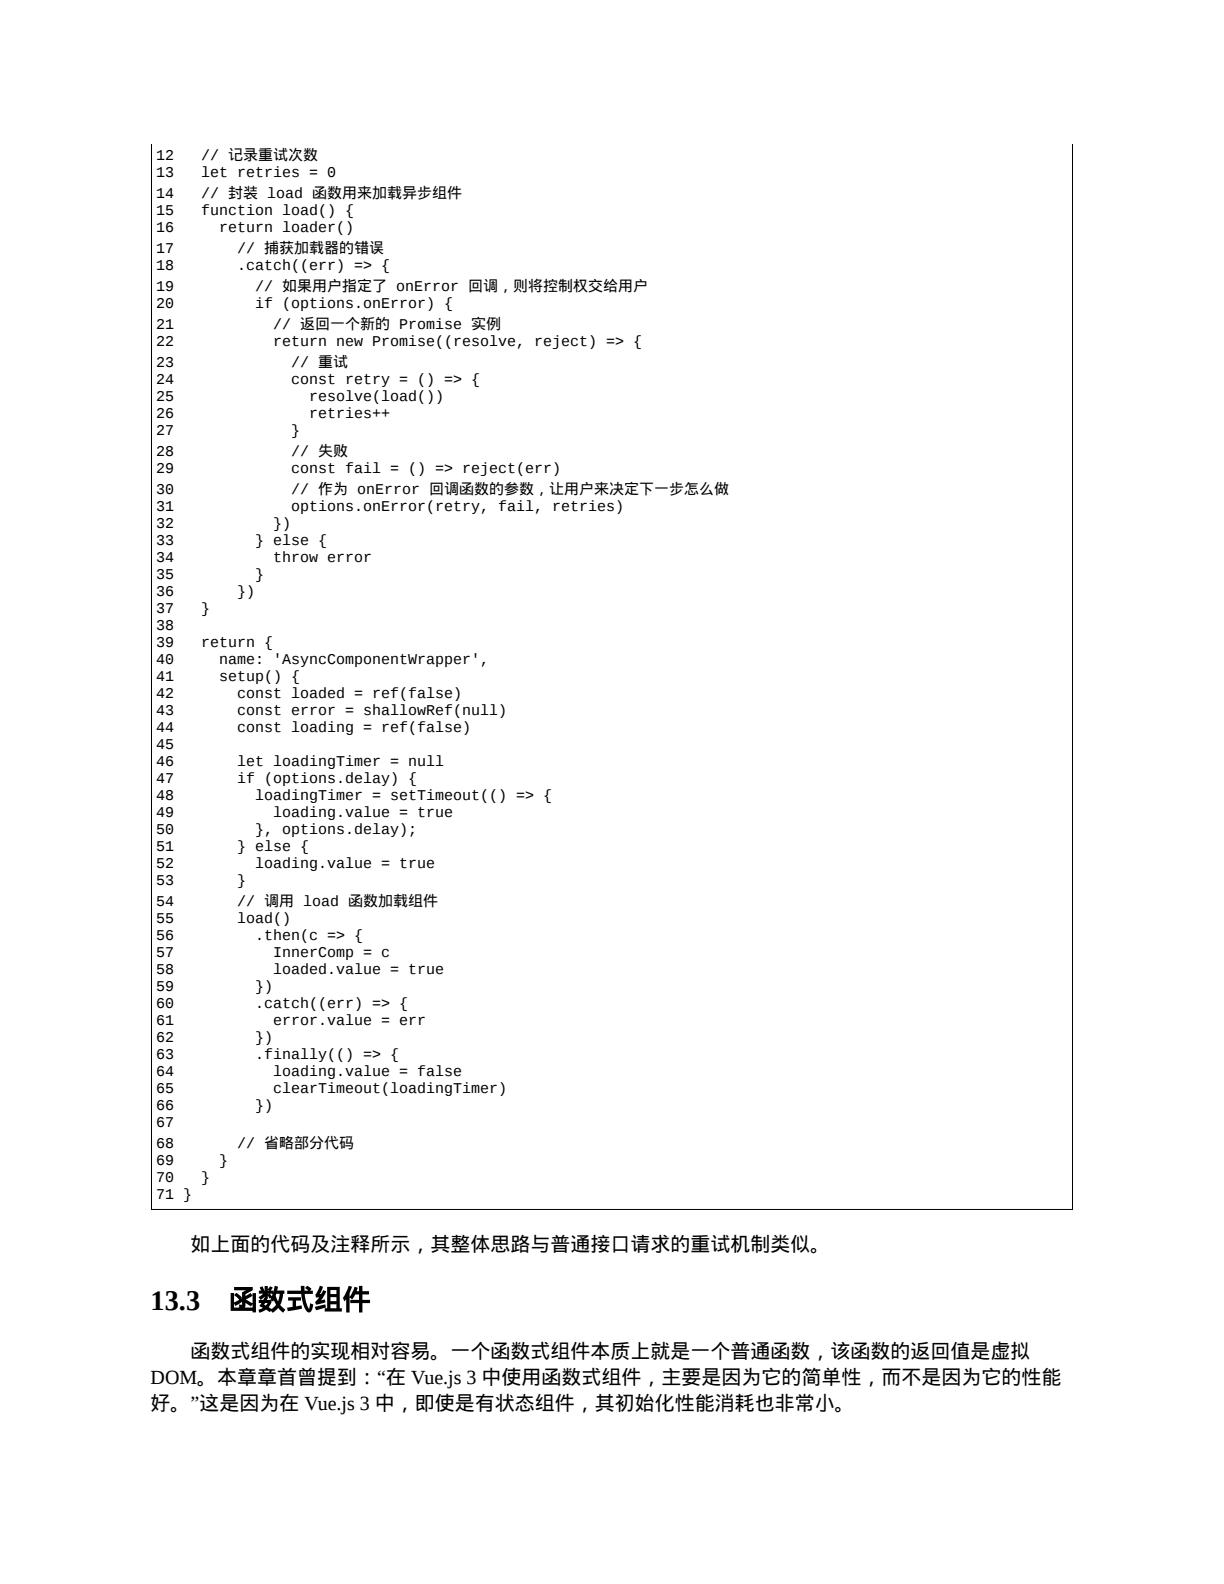 12   // 记录重试次数
13   let retries = 0
14   // 封装 load 函数用来加载异步组件
15   function load() {
16     return loader()
17       // 捕获加载器的错误
18       .catch((err) => {
19         // 如果用户指定了 onError 回调，则将控制权交给用户
20         if (options.onError) {
21           // 返回一个新的 Promise 实例
22           return new Promise((resolve, reject) => {
23             // 重试
24             const retry = () => {
25               resolve(load())
26               retries++
27             }
28             // 失败
29             const fail = () => reject(err)
30             // 作为 onError 回调函数的参数，让用户来决定下一步怎么做
31             options.onError(retry, fail, retries)
32           })
33         } else {
34           throw error
35         }
36       })
37   }
38
39   return {
40     name: 'AsyncComponentWrapper',
41     setup() {
42       const loaded = ref(false)
43       const error = shallowRef(null)
44       const loading = ref(false)
45
46       let loadingTimer = null
47       if (options.delay) {
48         loadingTimer = setTimeout(() => {
49           loading.value = true
50         }, options.delay);
51       } else {
52         loading.value = true
53       }
54       // 调用 load 函数加载组件
55       load()
56         .then(c => {
57           InnerComp = c
58           loaded.value = true
59         })
60         .catch((err) => {
61           error.value = err
62         })
63         .finally(() => {
64           loading.value = false
65           clearTimeout(loadingTimer)
66         })
67
68       // 省略部分代码
69     }
70   }
71 }
如上面的代码及注释所示，其整体思路与普通接口请求的重试机制类似。
13.3 函数式组件
函数式组件的实现相对容易。一个函数式组件本质上就是一个普通函数，该函数的返回值是虚拟
DOM。本章章首曾提到：“在 Vue.js 3 中使用函数式组件，主要是因为它的简单性，而不是因为它的性能
好。”这是因为在 Vue.js 3 中，即使是有状态组件，其初始化性能消耗也非常小。